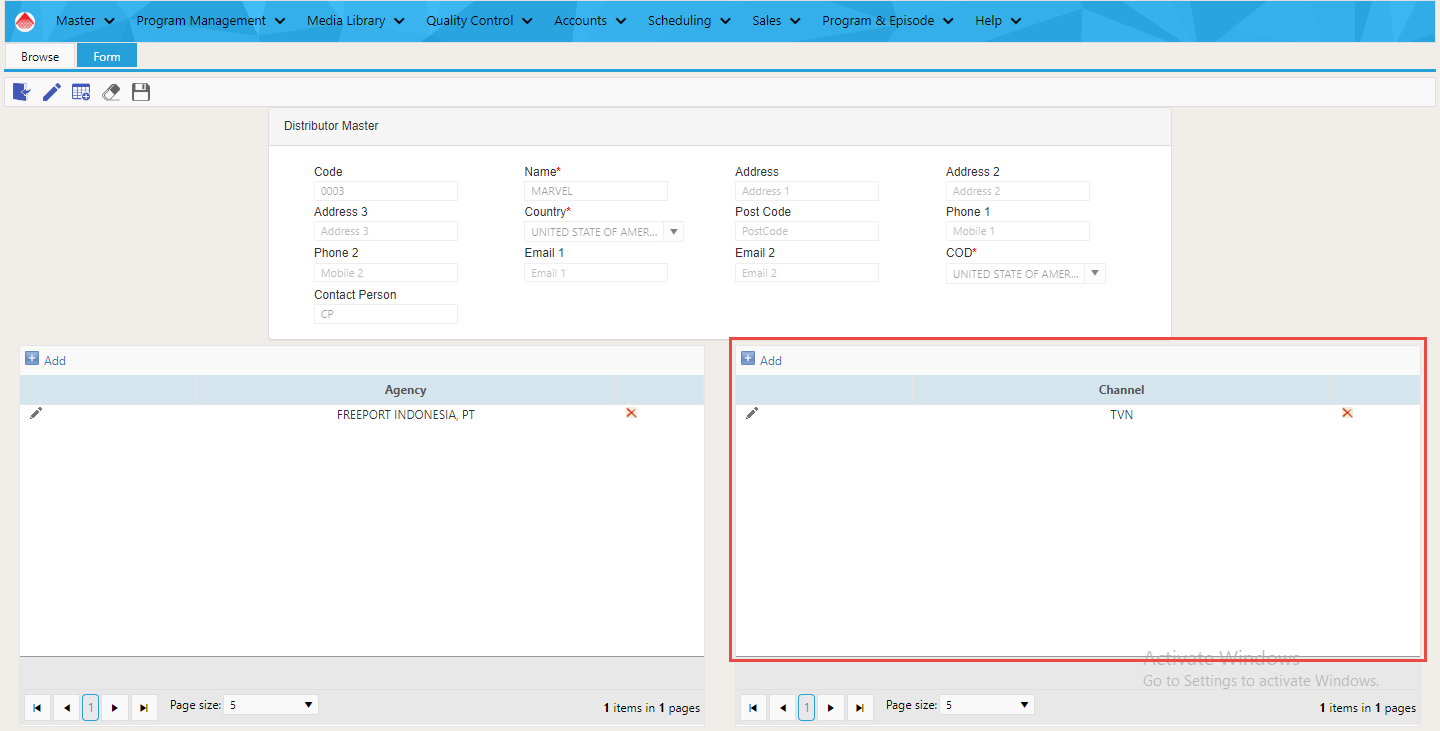 Master Program Management Media Library Quality Control Accounts Scheduling Sales Program & Episode Help
Browse Form
Distributor Master
Code Name* Address Address 2
0003 MARVEL Address 1 Address 2
Address 3 Country* Post Code Phone 1
Address 3 UNITED STATE OF AMER... PostCode Mobile 1
Phone 2 Email 1 Email 2 COD*
Mobile 2 Email 1 Email 2 UNITED STATE OF AMER...
Contact Person
CP
Add Add
Agency Channel
FREEPORT INDONESIA, PT TVN
Activate Windows
Go to Settings to activate Windows.
1 Page size: 5 1 items in 1 pages 1 Page size: 5 1 items in 1 pages